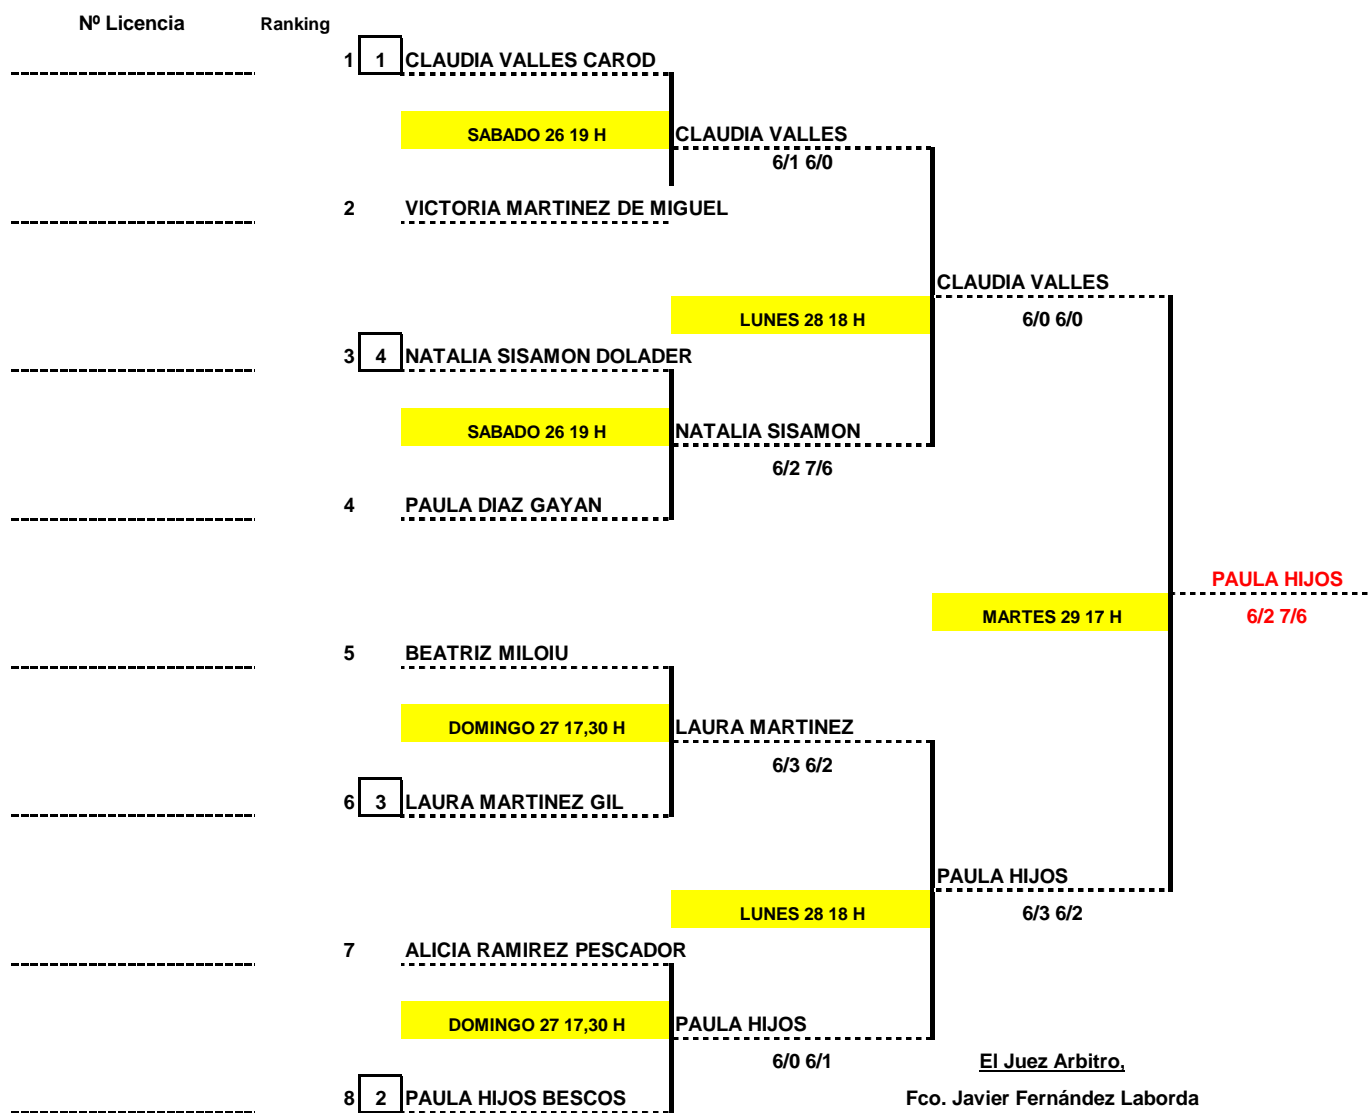 Nº Licencia Ranking
1 1 CLAUDIA VALLES CAROD
SABADO 26 19 H CLAUDIA VALLES
6/1 6/0
2 VICTORIA MARTINEZ DE MIGUEL
CLAUDIA VALLES
LUNES 28 18 H 6/0 6/0
3 4 NATALIA SISAMON DOLADER
SABADO 26 19 H NATALIA SISAMON
6/2 7/6
4 PAULA DIAZ GAYAN
PAULA HIJOS
MARTES 29 17 H 6/2 7/6
5 BEATRIZ MILOIU
DOMINGO 27 17,30 H LAURA MARTINEZ
6/3 6/2
6 3 LAURA MARTINEZ GIL
PAULA HIJOS
LUNES 28 18 H 6/3 6/2
7 ALICIA RAMIREZ PESCADOR
DOMINGO 27 17,30 H PAULA HIJOS
6/0 6/1 El Juez Arbitro,
8 2 PAULA HIJOS BESCOS Fco. Javier Fernández Laborda